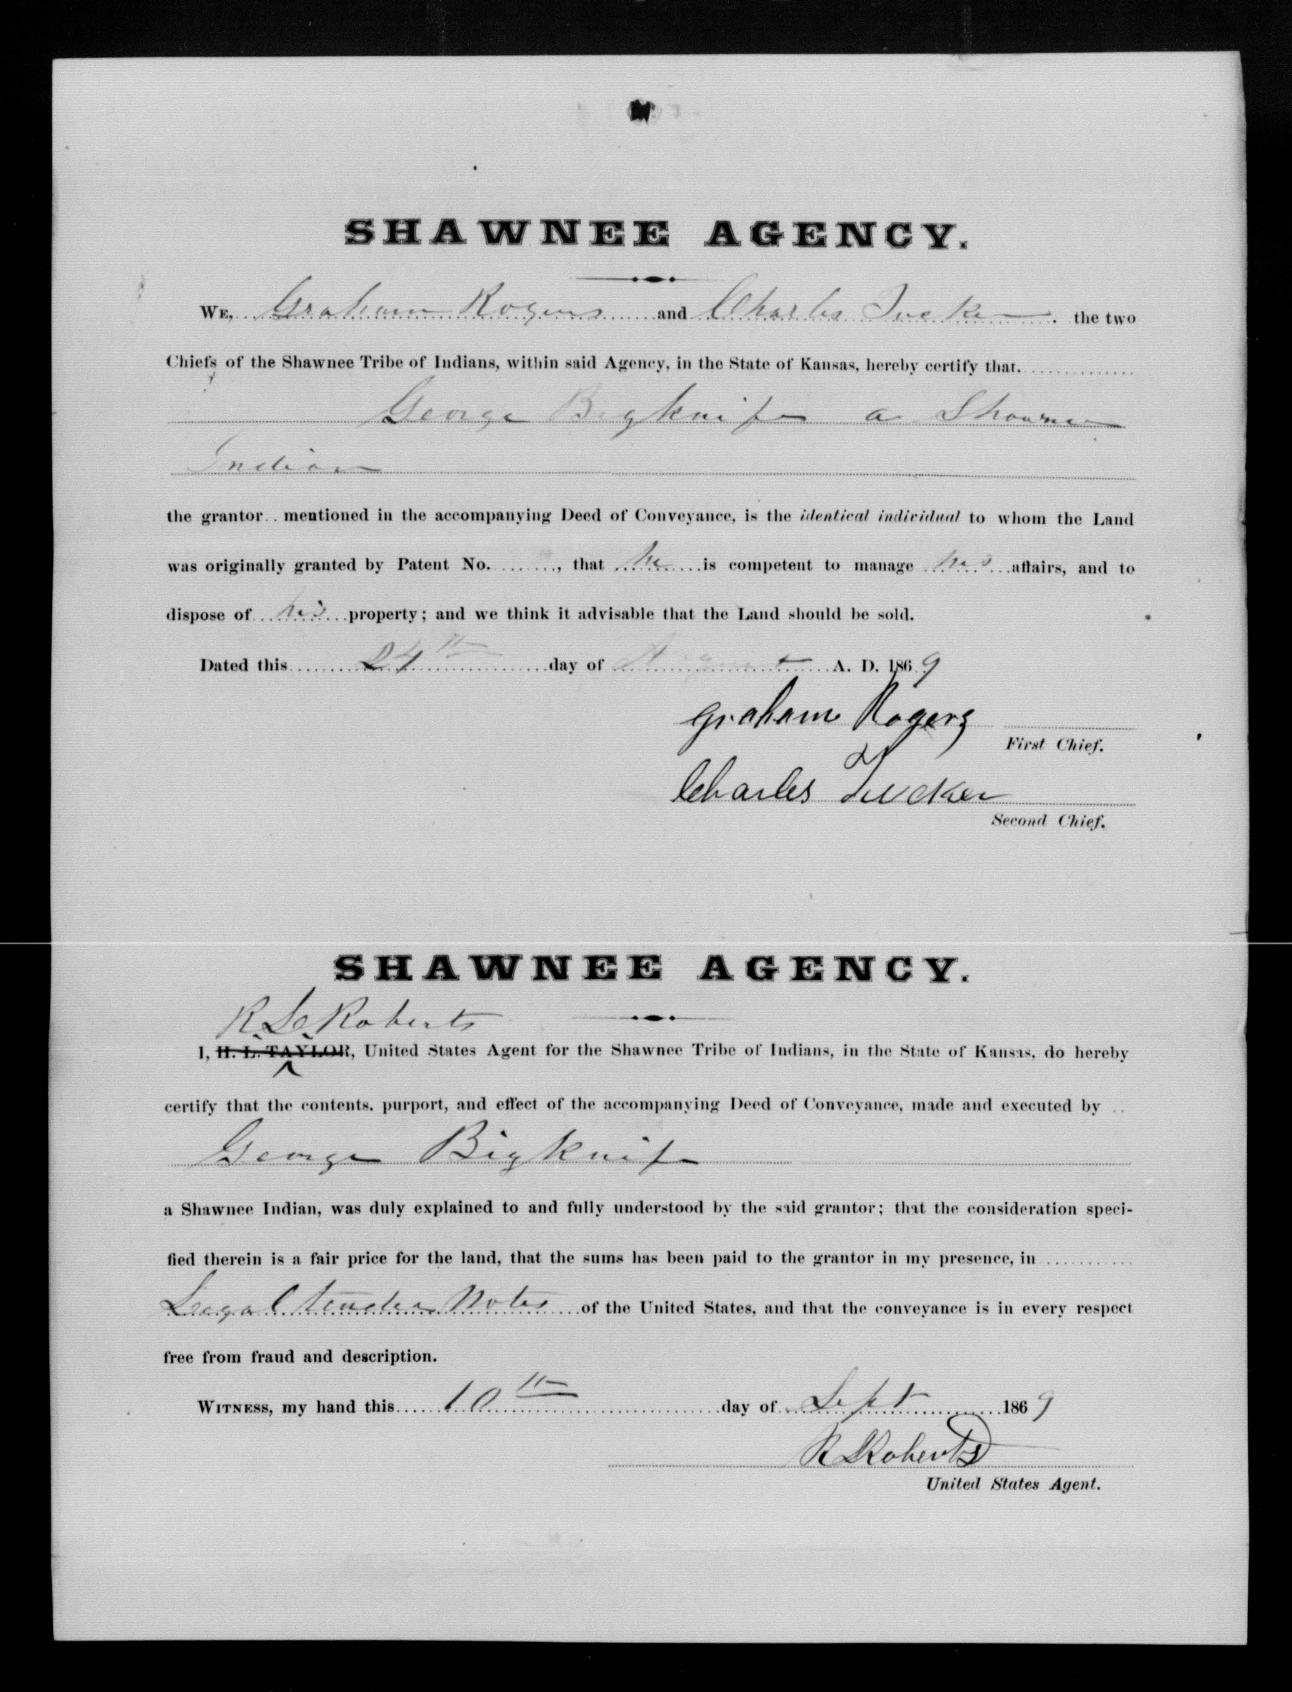 SHAWNEE AGENCY.
WE, Graham Rogers and Charles Tucker. the two
Chiefs of the Shawnee Tribe of Indians, within said Agency, in the State of Kansas, hereby certify that
George Bigknife a Shawnee
Indian
the grantor mentioned in the accompanying Deed of Conveyance, is the identical individual to whom the Land
was originally granted by Patent No. , that he is competent to manage his affairs, and to
dispose of his property; and we think it advisable that the Land should be sold.
Dated this 24th day of August A. D. 1869
Graham Rogers
First Chief.
Charles Tucker
Second Chief.
SHAWNEE AGENCY.
R. L. Roberts
I, H. L. TAYLOR, United States Agent for the Shawnee Tribe of Indians, in the State of Kansas, do hereby
certify that the contents. purport, and effect of the accompanying Deed of Conveyance, made and executed by
George Bigknife
a Shawnee Indian, was duly explained to and fully understood by the said grantor; that the consideration speci-
fied therein is a fair price for the land, that the sums has been paid to the grantor in my presence, in
Legal tender Notes of the United States, and that the conveyance is in every respect
free from fraud and description.
WITNESS, my hand this 10th day of Sept 1869
R L Roberts
United States Agent.